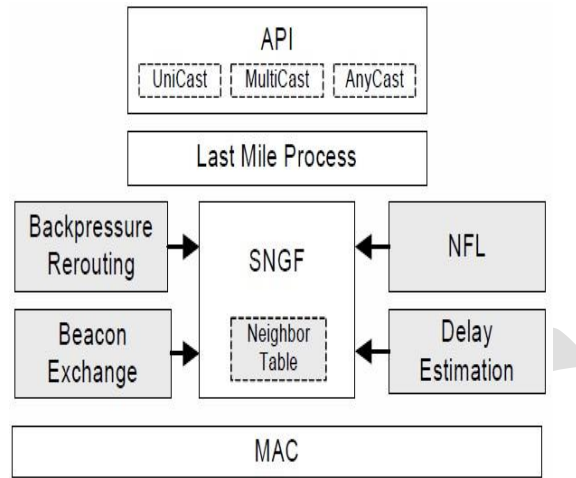 API
UniCast MultiCast AnyCast
Last Mile Process
Backpressure
Rerouting
SNGF
NFL
Beacon
Exchange
Neighbor
Table
Delay
Estimation
MAC